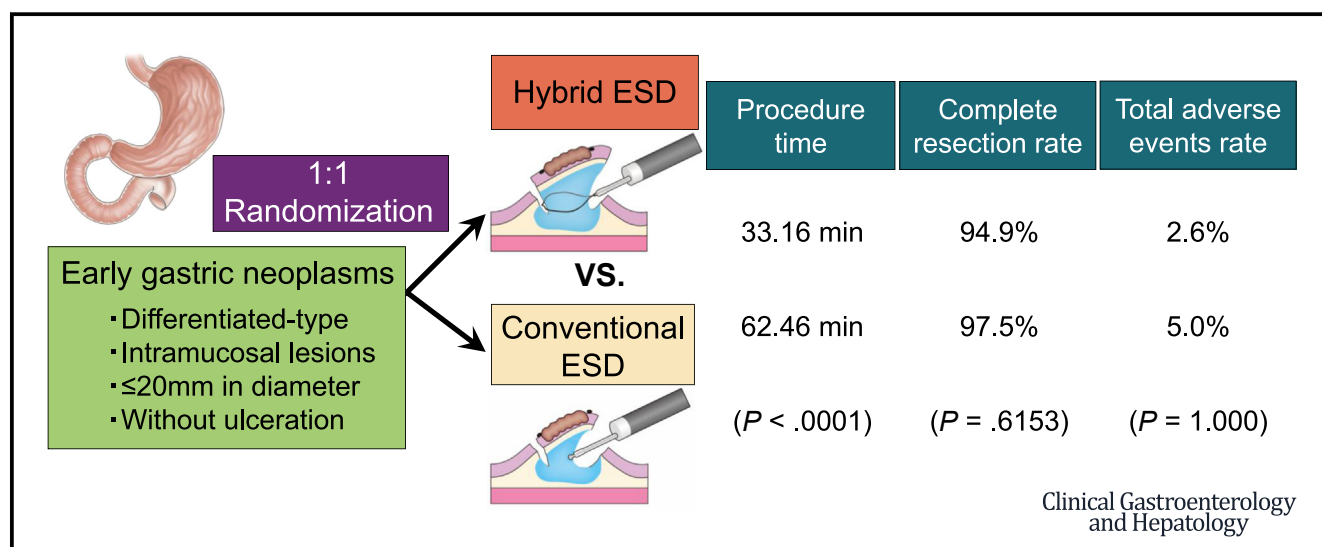 1:1
Randomization
Early gastric neoplasms
・Differentiated-type
・Intramucosal lesions
・≤20mm in diameter
・Without ulceration
Hybrid ESD
VS.
Conventional
ESD
Procedure
time
Complete
resection rate
Total adverse
events rate
33.16 min 94.9% 2.6%
62.46 min 97.5% 5.0%
(P < .0001) (P = .6153) (P = 1.000)
Clinical Gastroenterology
and Hepatology